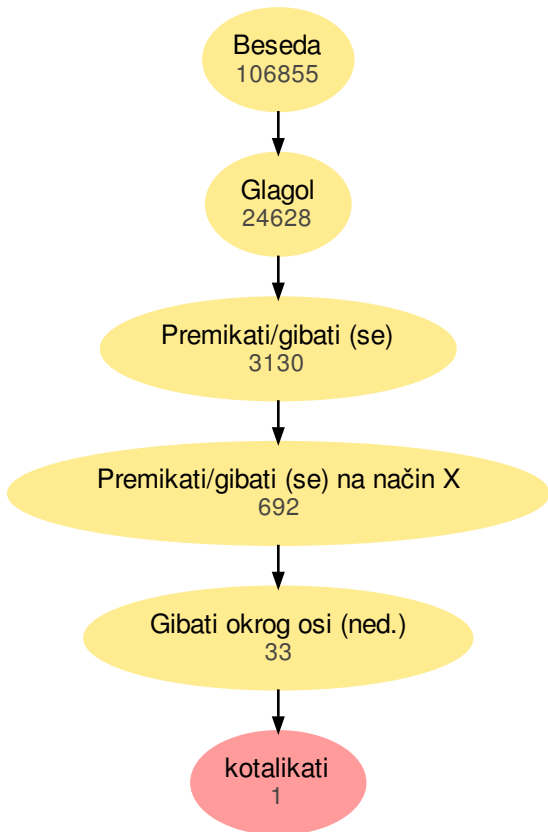 Beseda
106855
Glagol
24628
Premikati/gibati (se)
3130
Premikati/gibati (se) na način X
692
Gibati okrog osi (ned.)
33
kotalikati
1